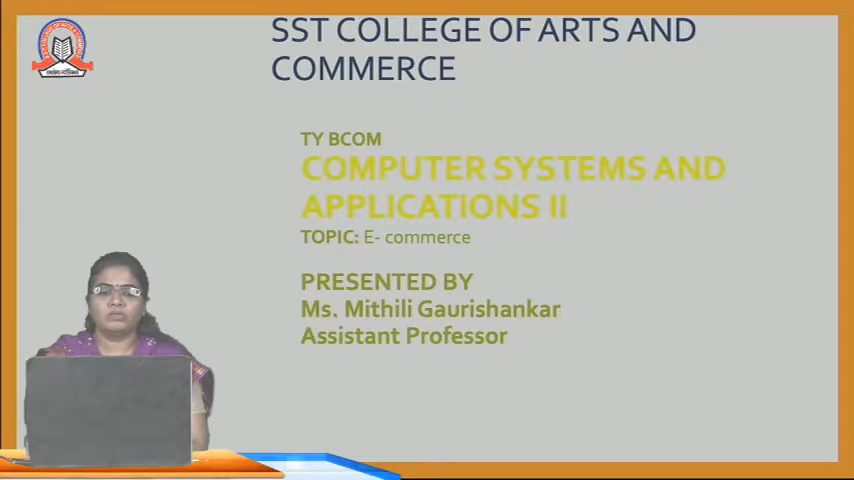 SST COLLEGE OF ARTS AND
COMMERCE
TY BCOM
COMPUTER SYSTEMS AND
APPLICATIONS II
TOPIC: E- commerce
PRESENTED BY
Ms. Mithili Gaurishankar
Assistant Professor